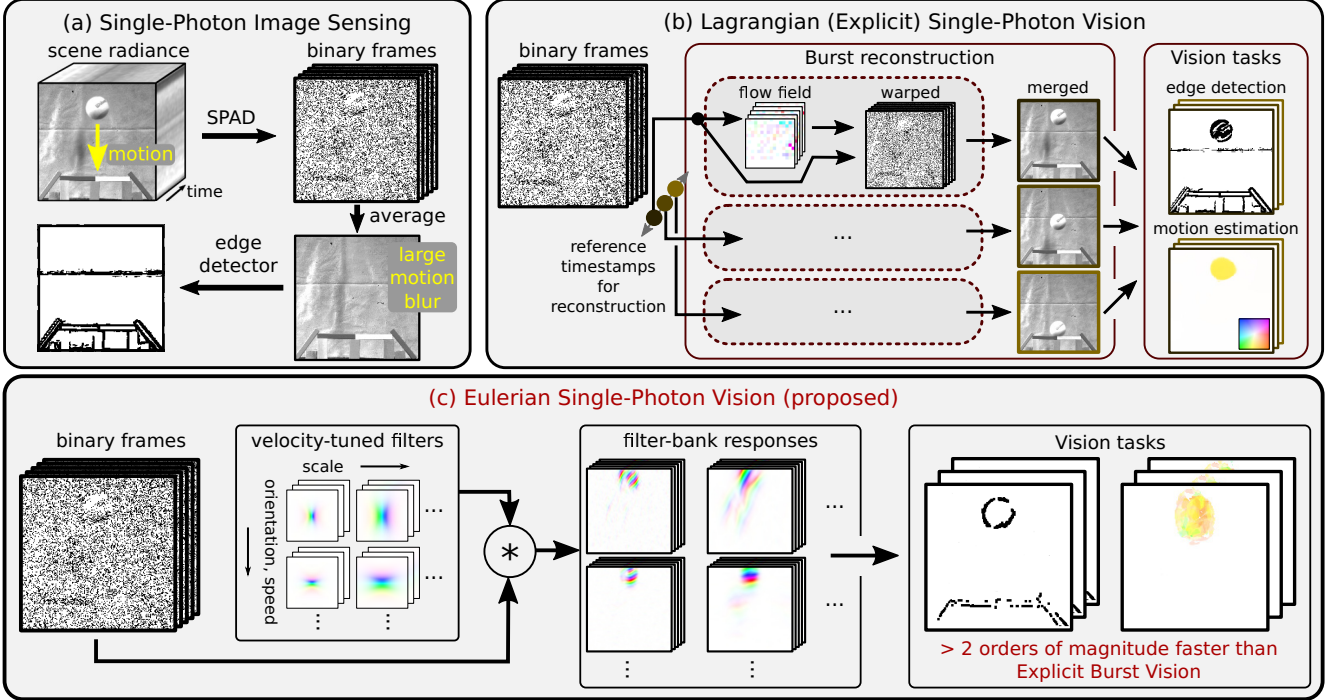 (a) Single-Photon Image Sensing
scene radiance
binary frames
SPAD
motion
time
average
edge
detector
large
motion
blur
(b) Lagrangian (Explicit) Single-Photon Vision
binary frames
Burst reconstruction
flow field
warped
merged
...
...
reference
timestamps
for
reconstruction
Vision tasks
edge detection
motion estimation
(c) Eulerian Single-Photon Vision (proposed)
binary frames
velocity-tuned filters
scale
orientation, speed
...
...
...
...
*
filter-bank responses
...
...
...
...
Vision tasks
> 2 orders of magnitude faster than
Explicit Burst Vision